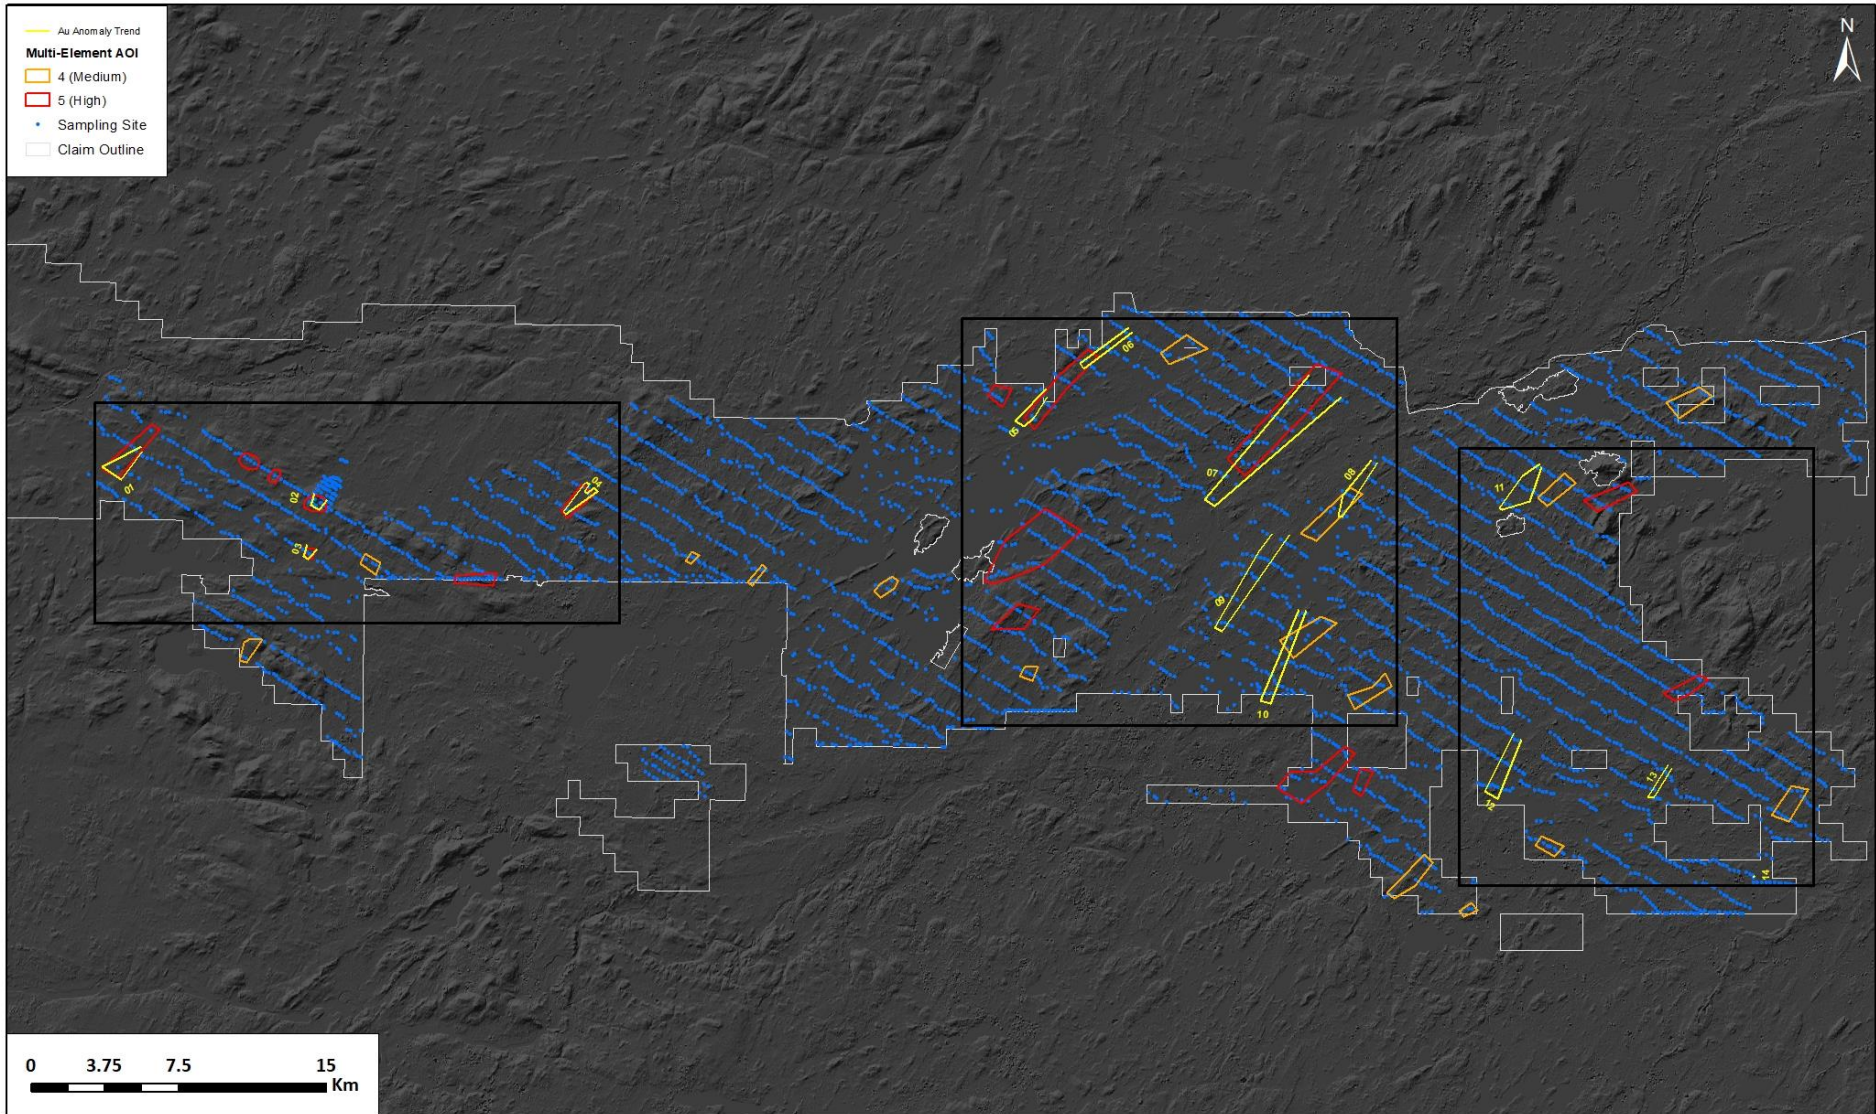 Au Anomaly Trend
Multi-Element AOI
4 (Medium)
5 (High)
Sampling Site
Claim Outline
N
06
05
04
07
08
11
01
02
03
09
10
13
12
14
0 3.75 7.5 15
Km